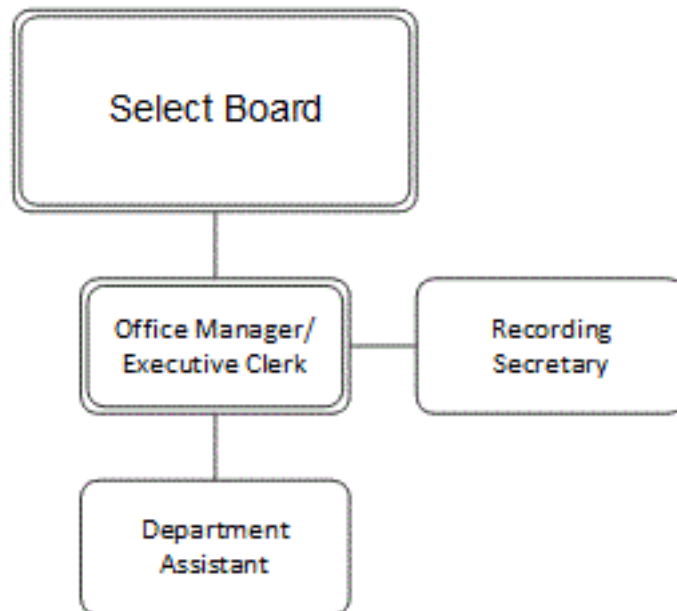 Select Board
Office Manager/
Executive Clerk
Recording
Secretary
Department
Assistant